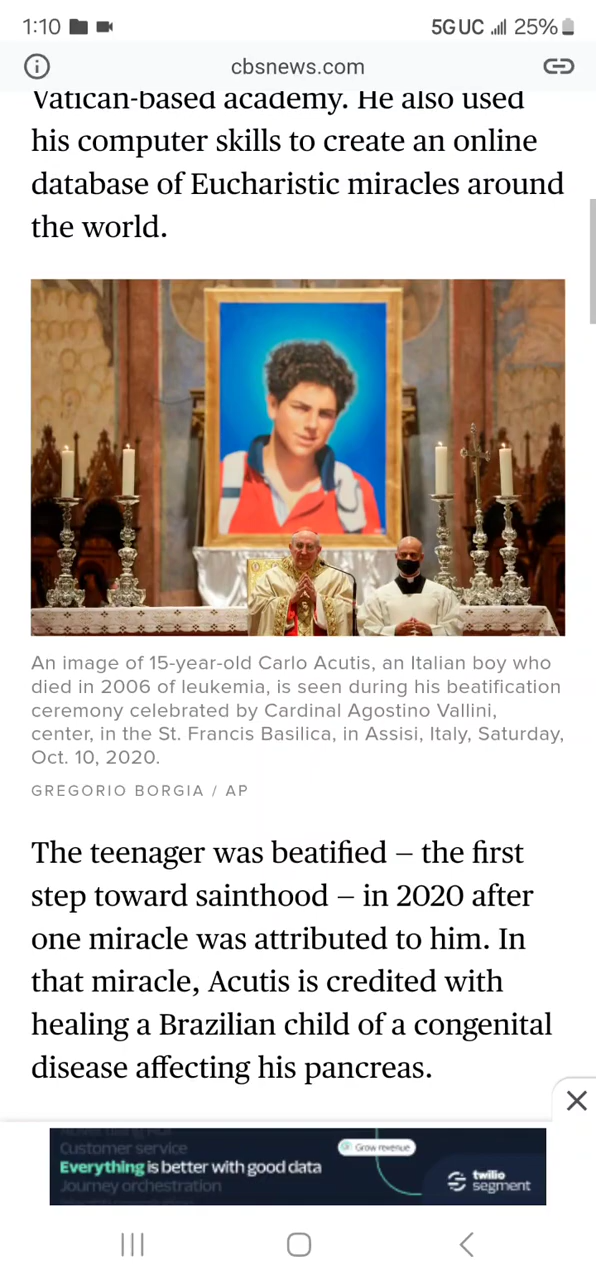 1:10 5G UC 25%
cbsnews.com
Vatican-based academy. He also used
his computer skills to create an online
database of Eucharistic miracles around
the world.
An image of 15-year-old Carlo Acutis, an Italian boy who
died in 2006 of leukemia, is seen during his beatification
ceremony celebrated by Cardinal Agostino Vallini,
center, in the St. Francis Basilica, in Assisi, Italy, Saturday,
Oct. 10, 2020.
GREGORIO BORGIA / AP
The teenager was beatified – the first
step toward sainthood – in 2020 after
one miracle was attributed to him. In
that miracle, Acutis is credited with
healing a Brazilian child of a congenital
disease affecting his pancreas.
Customer service
Grow revenue
Everything is better with good data
Journey orchestration
twilio
segment